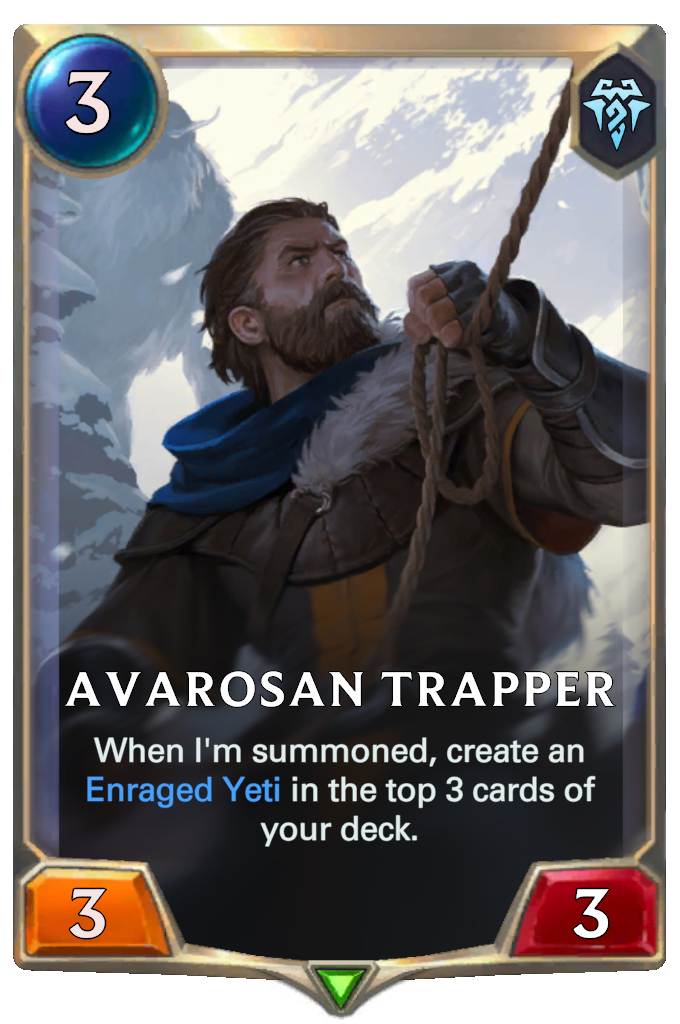 3
AVAROSAN TRAPPER
When I'm summoned, create an
Enraged Yeti in the top 3 cards of
your deck.
3 3